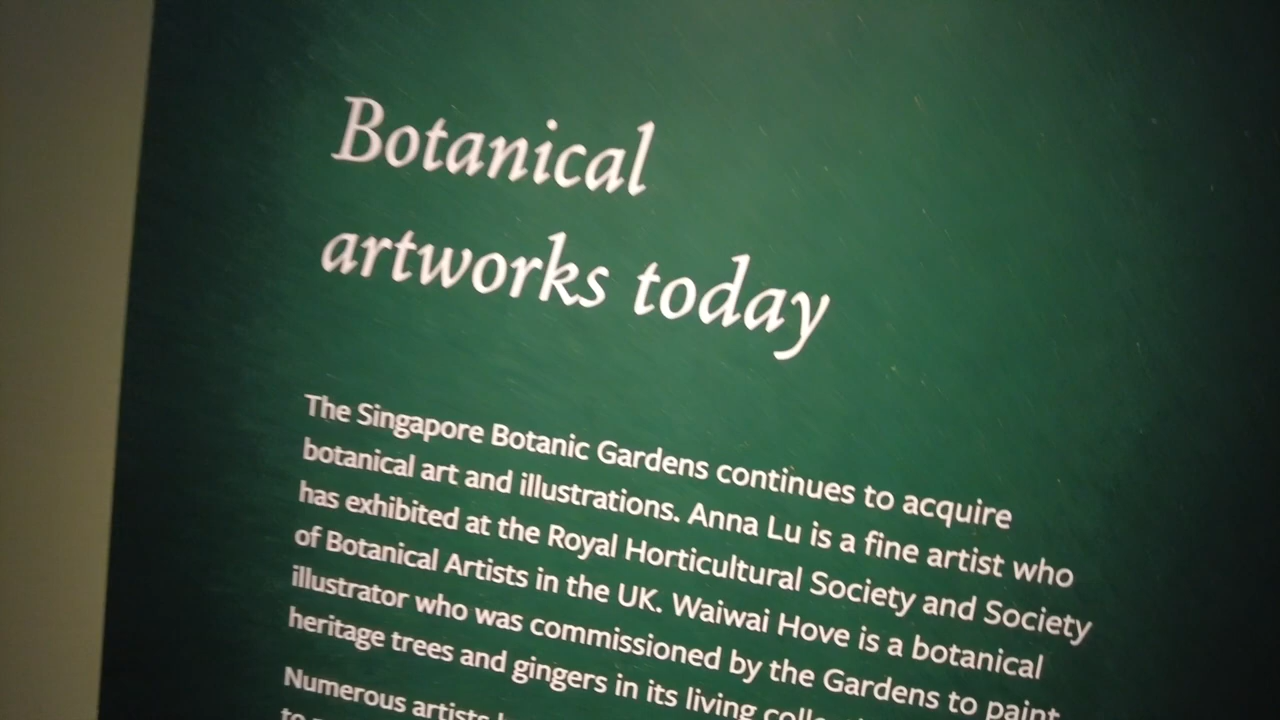 Botanical
artworks today
The Singapore Botanic Gardens continues to acquire
botanical art and illustrations. Anna Lu is a fine artist who
has exhibited at the Royal Horticultural Society and Society
of Botanical Artists in the UK. Waiwai Hove is a botanical
illustrator who was commissioned by the Gardens to paint
heritage trees and gingers in its living
Numerous artists
to